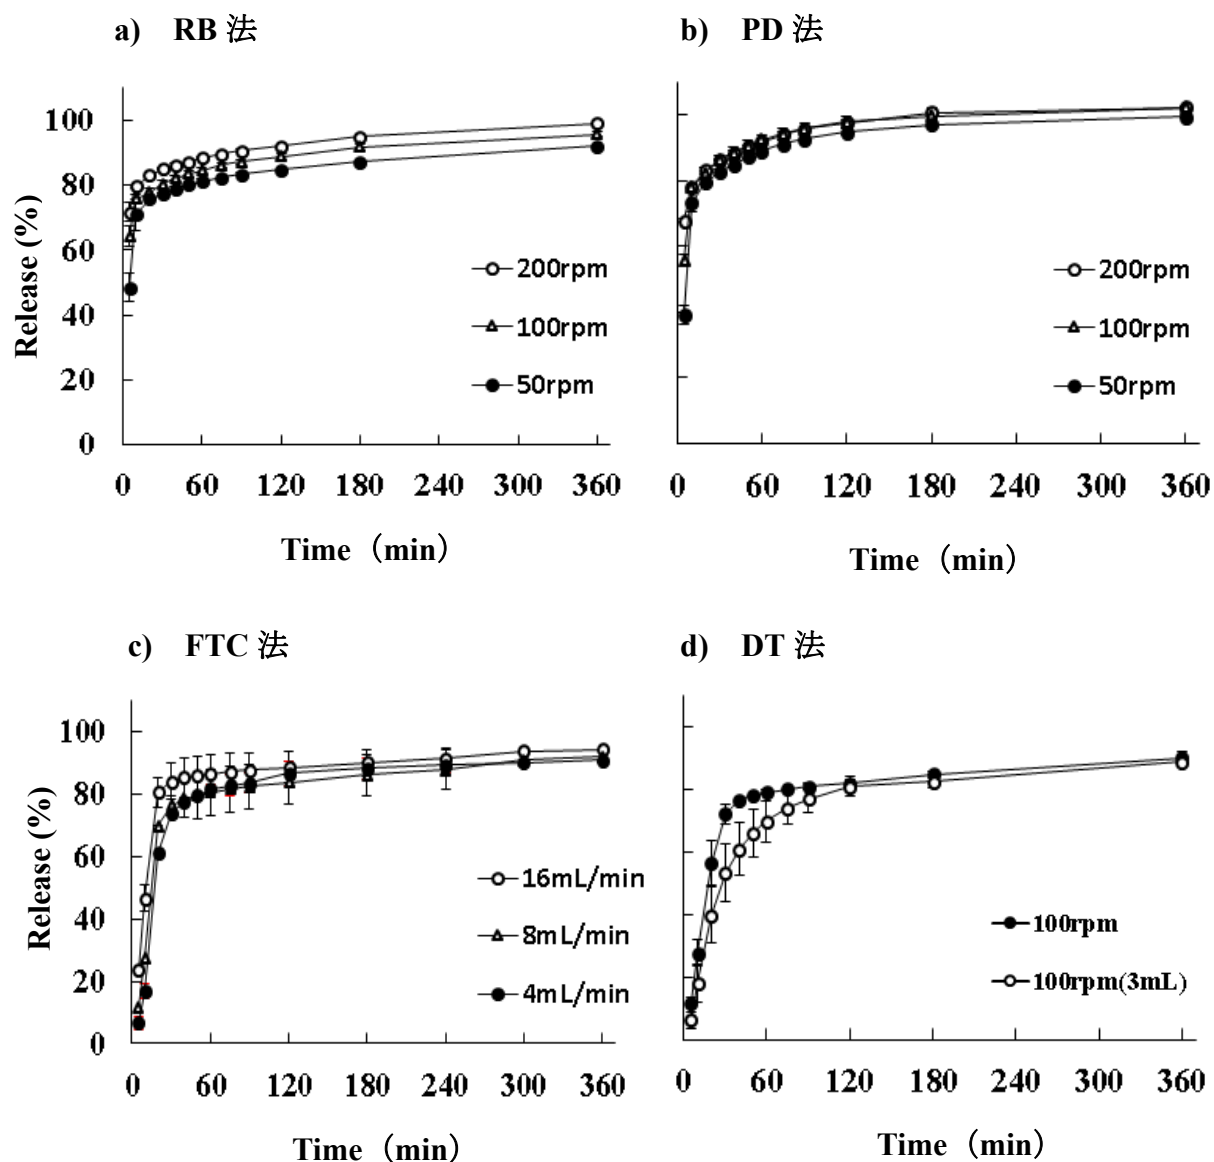 a) RB 法
b) PD 法
Release (%)
100
80
60
40
20
0
200rpm
100rpm
50rpm
0 60 120 180 240 300 360
Time（min）
200rpm
100rpm
50rpm
0 60 120 180 240 300 360
Time（min）
c) FTC 法
d) DT 法
Release (%)
100
80
60
40
20
0
16mL/min
8mL/min
4mL/min
0 60 120 180 240 300 360
Time（min）
100rpm
100rpm(3mL)
0 60 120 180 240 300 360
Time（min）